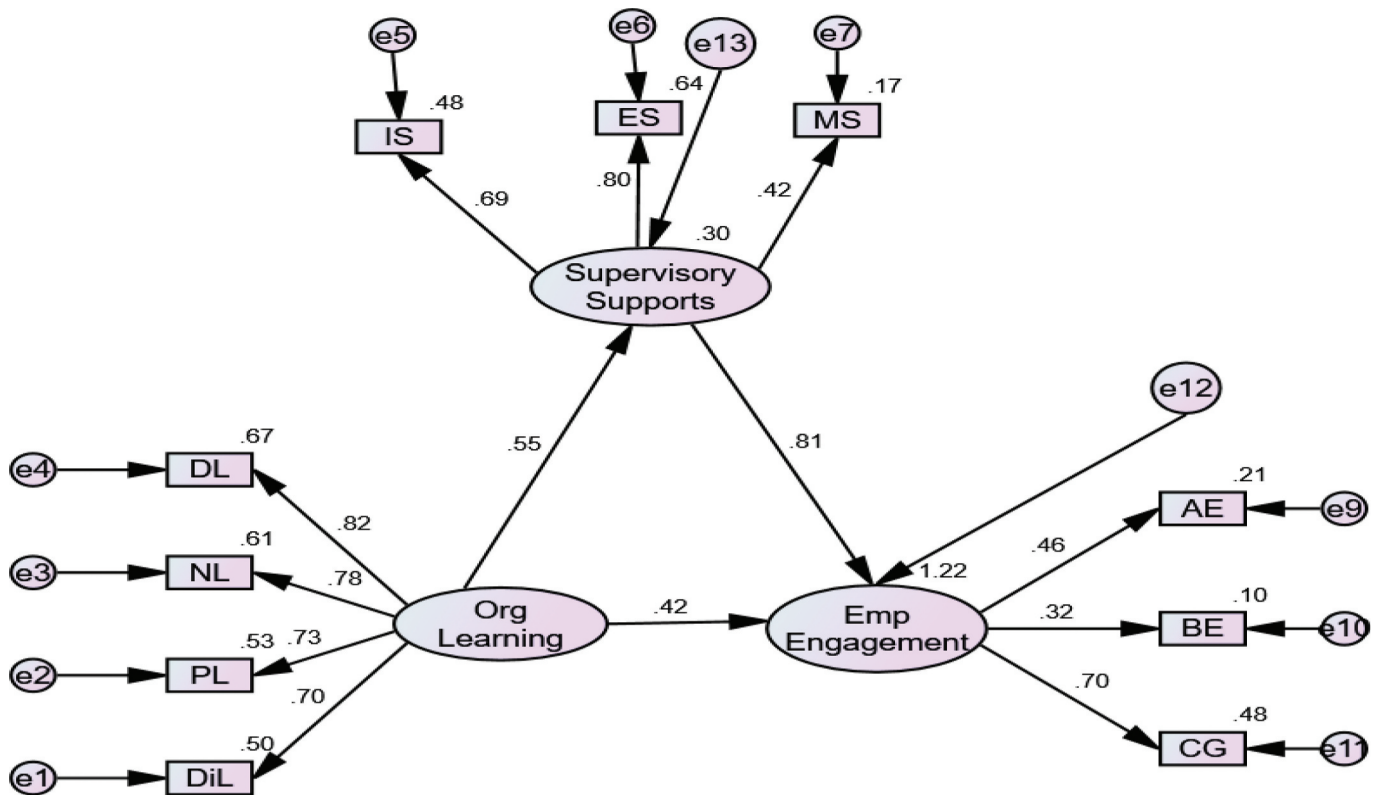 e5
e6
e13
e7
.48
.64
.17
IS
ES
MS
.69
.80
.42
.30
Supervisory
Supports
e12
.55
.81
e4
.67
DL
.82
e3
.61
NL
.78
e2
.53
.73
PL
.70
e1
.50
DiL
Org
Learning
.42
1.22
Emp
Engagement
.46
.21
AE
e9
.32
.10
BE
e10
.70
.48
CG
e11